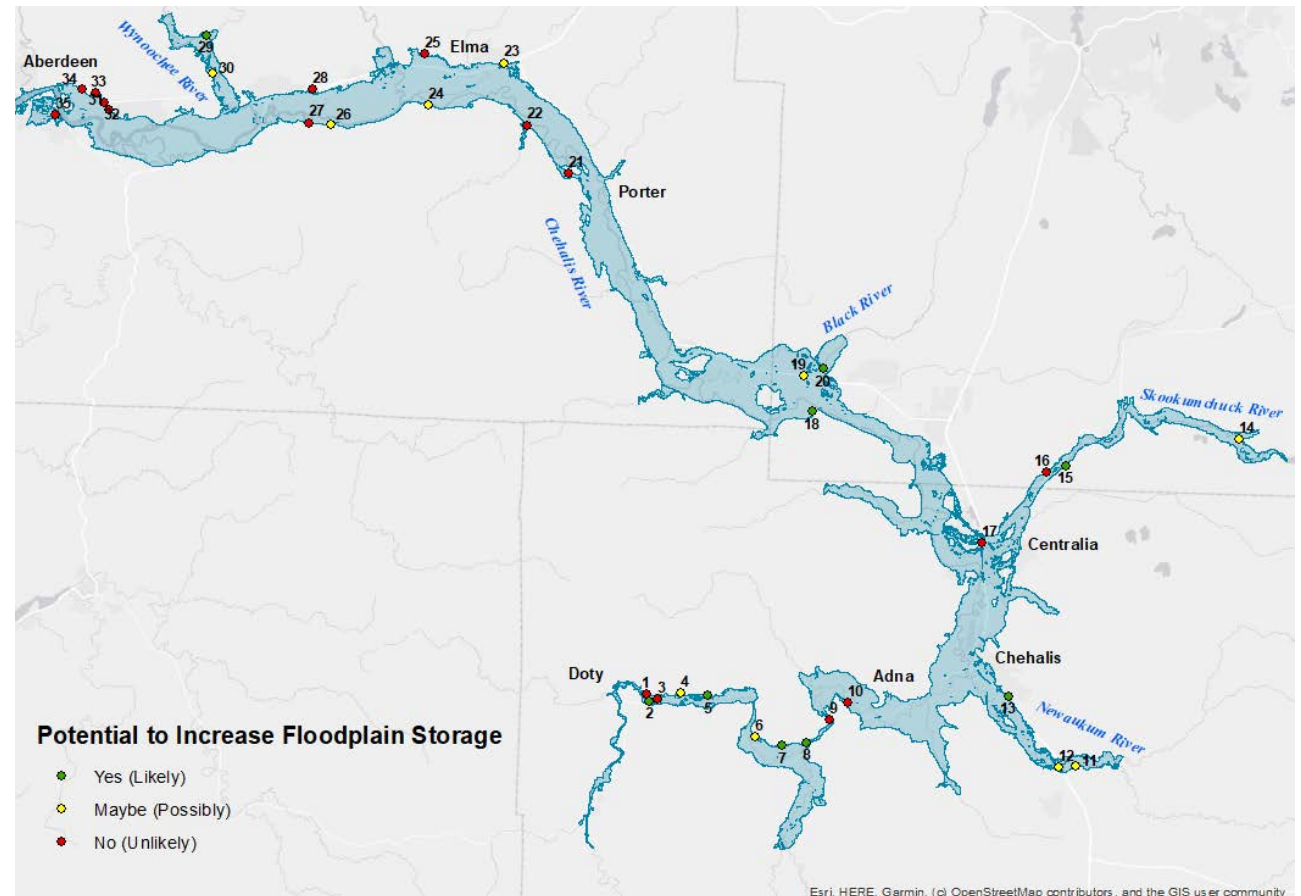 25
Elma
23
29
Wynoochee River
Aberdeen
30
34
33
28
31
32
35
24
27
26
22
21
Porter
Chehalis River
Black River
19
20
18
Skookumchuck River
14
16
15
17
Centralia
Chehalis
Doty
1
3
4
2
5
Adna
10
9
13
Newaukum River
6
7
8
12
11
Potential to Increase Floodplain Storage
Yes (Likely)
Maybe (Possibly)
No (Unlikely)
Esri, HERE, Garmin, (c) OpenStreetMap contributors, and the GIS user community